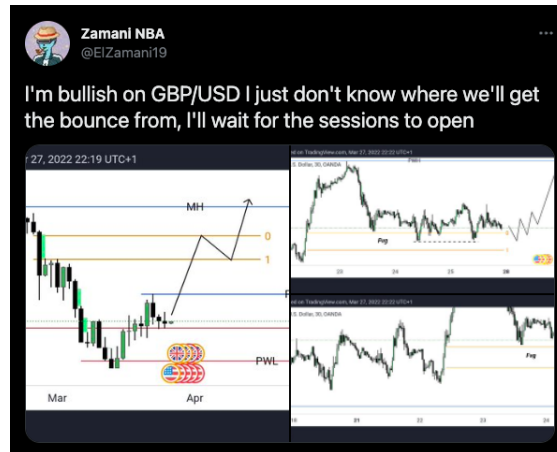 Zamani NBA
@ElZamani19
I'm bullish on GBP/USD I just don't know where we'll get
the bounce from, I'll wait for the sessions to open
27, 2022 22:19 UTC+1
MH
0
1
PWL
Mar
Apr
on TradingView.com, Mar 27, 2022 22:22 UTC+1
S. Dollar, 30, OANDA
Fvg
1
23
24
25
28
on TradingView.com, Mar 27, 2022 22:22 UTC+1
S. Dollar, 30, OANDA
Fvg
21
22
23
24